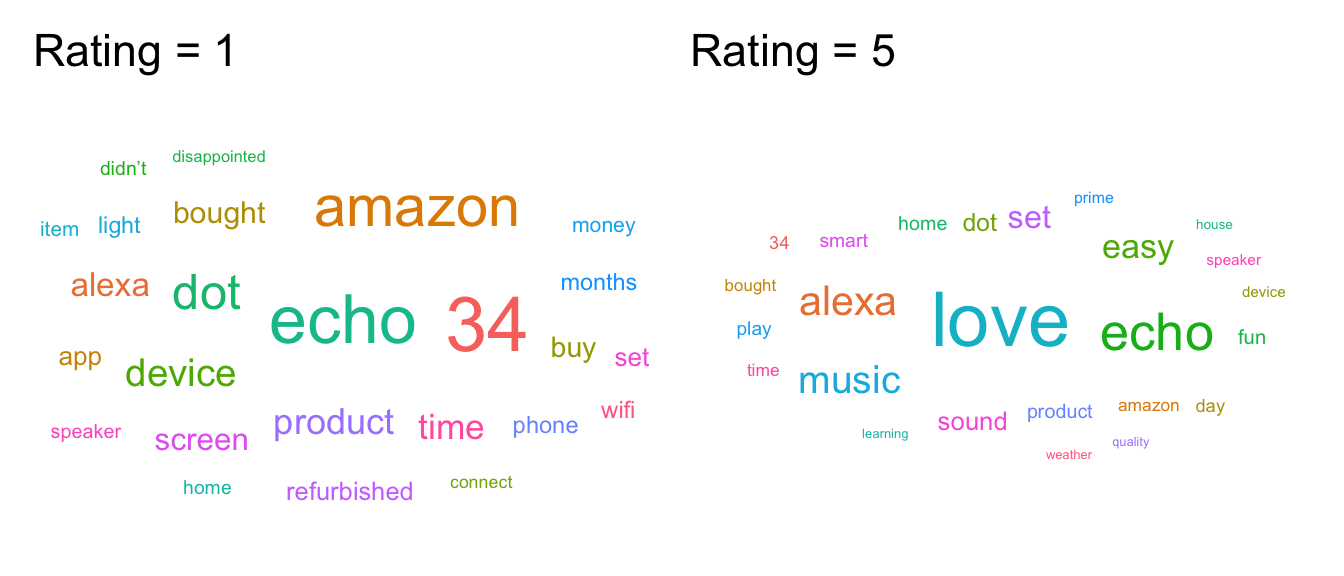 Rating = 1
disappointed
didn't
bought amazon
item light money
alexa dot months
echo 34
app device buy set
product time phone wifi
speaker screen
home refurbished connect
Rating = 5
prime
home dot set house
34 smart easy speaker
bought alexa device
play love echo fun
time music
sound product amazon day
learning quality
weather